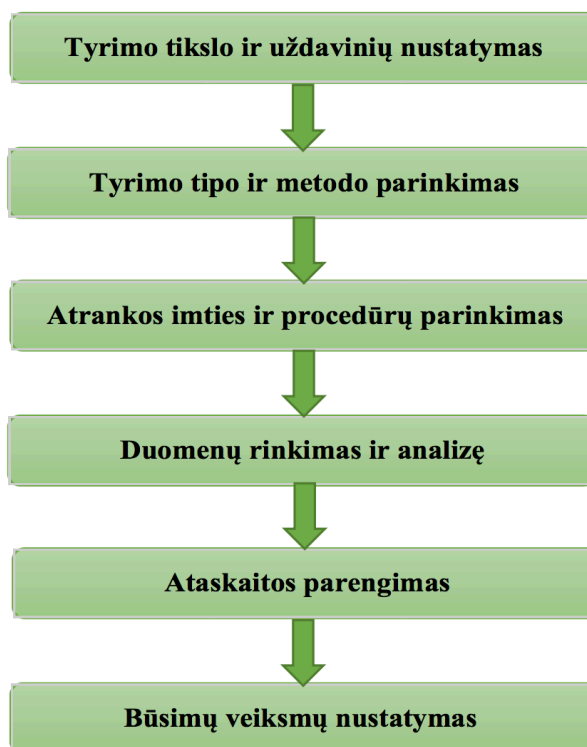 Tyrimo tikslo ir uždavinių nustatymas
Tyrimo tipo ir metodo parinkimas
Atrankos imties ir procedūrų parinkimas
Duomenų rinkimas ir analizę
Ataskaitos parengimas
Būsimų veiksmų nustatymas